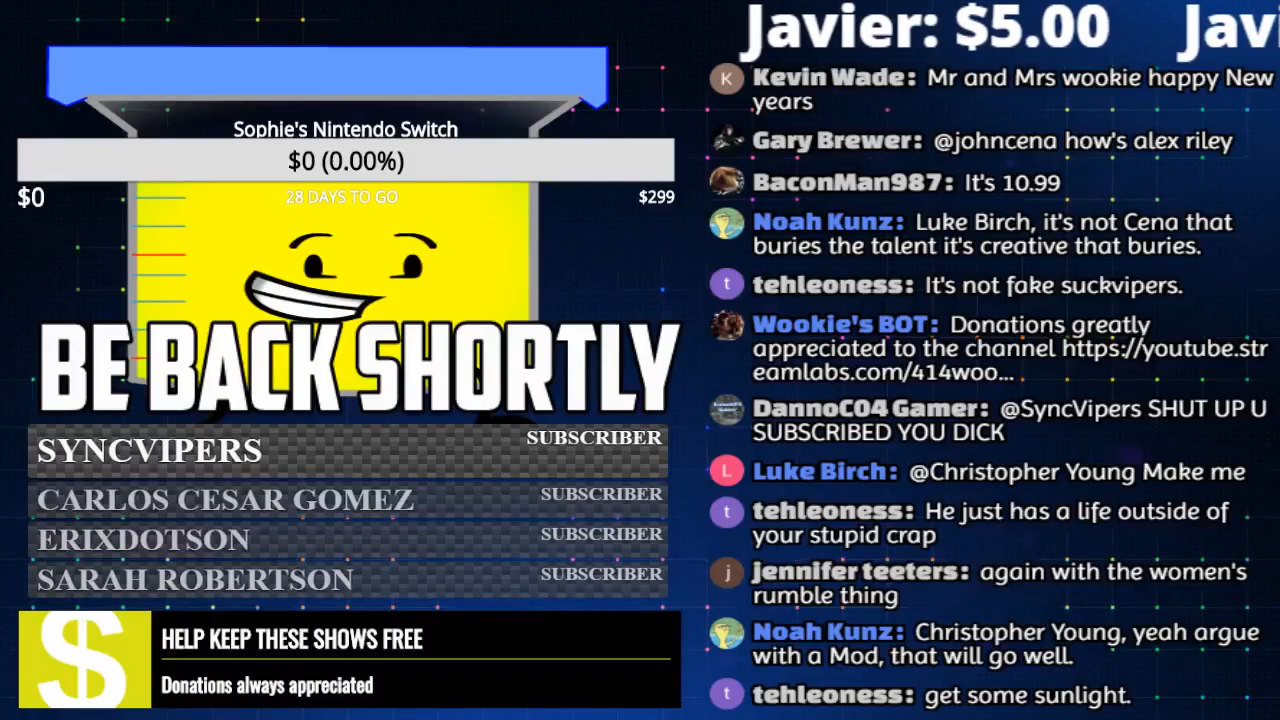 Sophie's Nintendo Switch
$0 (0.00%)
$0
28 DAYS TO GO
$299
BE BACK SHORTLY
SYNCVIPERS SUBSCRIBER
CARLOS CESAR GOMEZ SUBSCRIBER
ERIXDOTSON SUBSCRIBER
SARAH ROBERTSON SUBSCRIBER
$
HELP KEEP THESE SHOWS FREE
Donations always appreciated
Javier: $5.00 Javi
K Kevin Wade: Mr and Mrs wookie happy New
years
Gary Brewer: @johncena how's alex riley
BaconMan987: It's 10.99
Noah Kunz: Luke Birch, it's not Cena that
buries the talent it's creative that buries.
t tehleoness: It's not fake suckvipers.
Wookie's BOT: Donations greatly
appreciated to the channel https://youtube.str
eamlabs.com/414woo...
DannoC04 Gamer: @SyncVipers SHUT UP U
SUBSCRIBED YOU DICK
L Luke Birch: @Christopher Young Make me
t tehleoness: He just has a life outside of
your stupid crap
j jennifer teeters: again with the women's
rumble thing
Noah Kunz: Christopher Young, yeah argue
with a Mod, that will go well.
t tehleoness: get some sunlight.